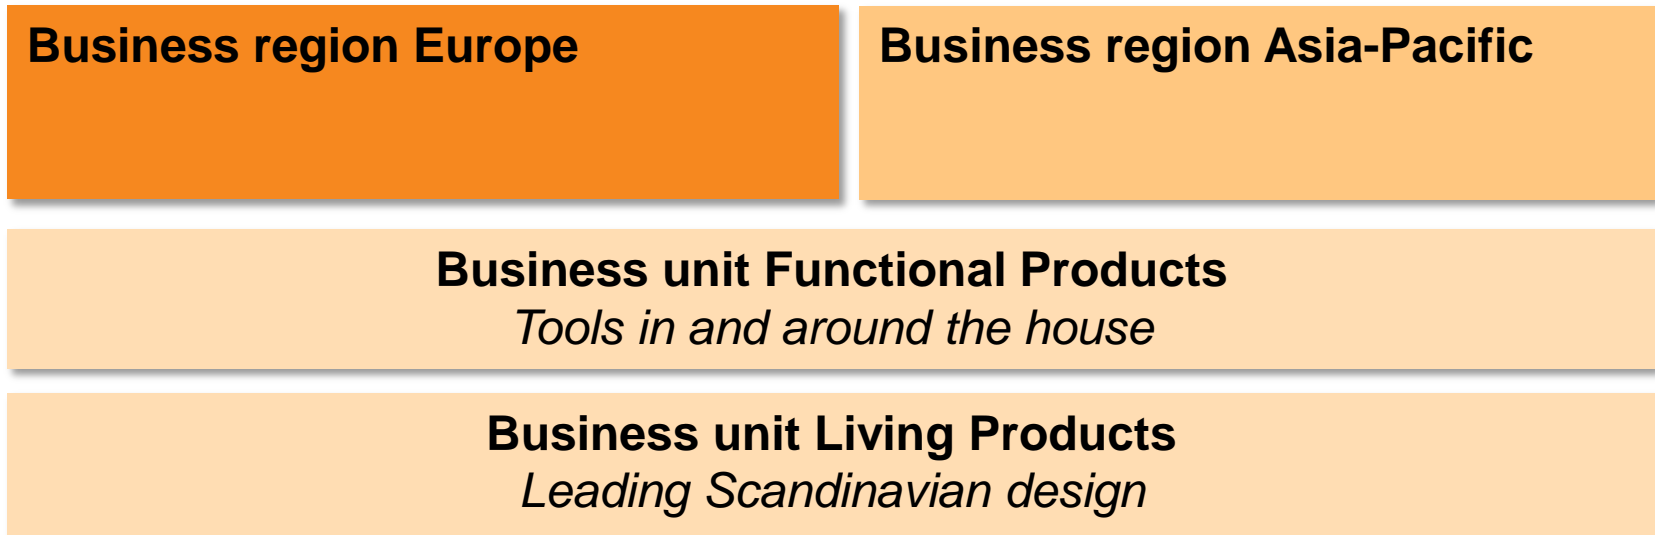 Business region Europe
Business region Asia-Pacific
Business unit Functional Products
Tools in and around the house
Business unit Living Products
Leading Scandinavian design